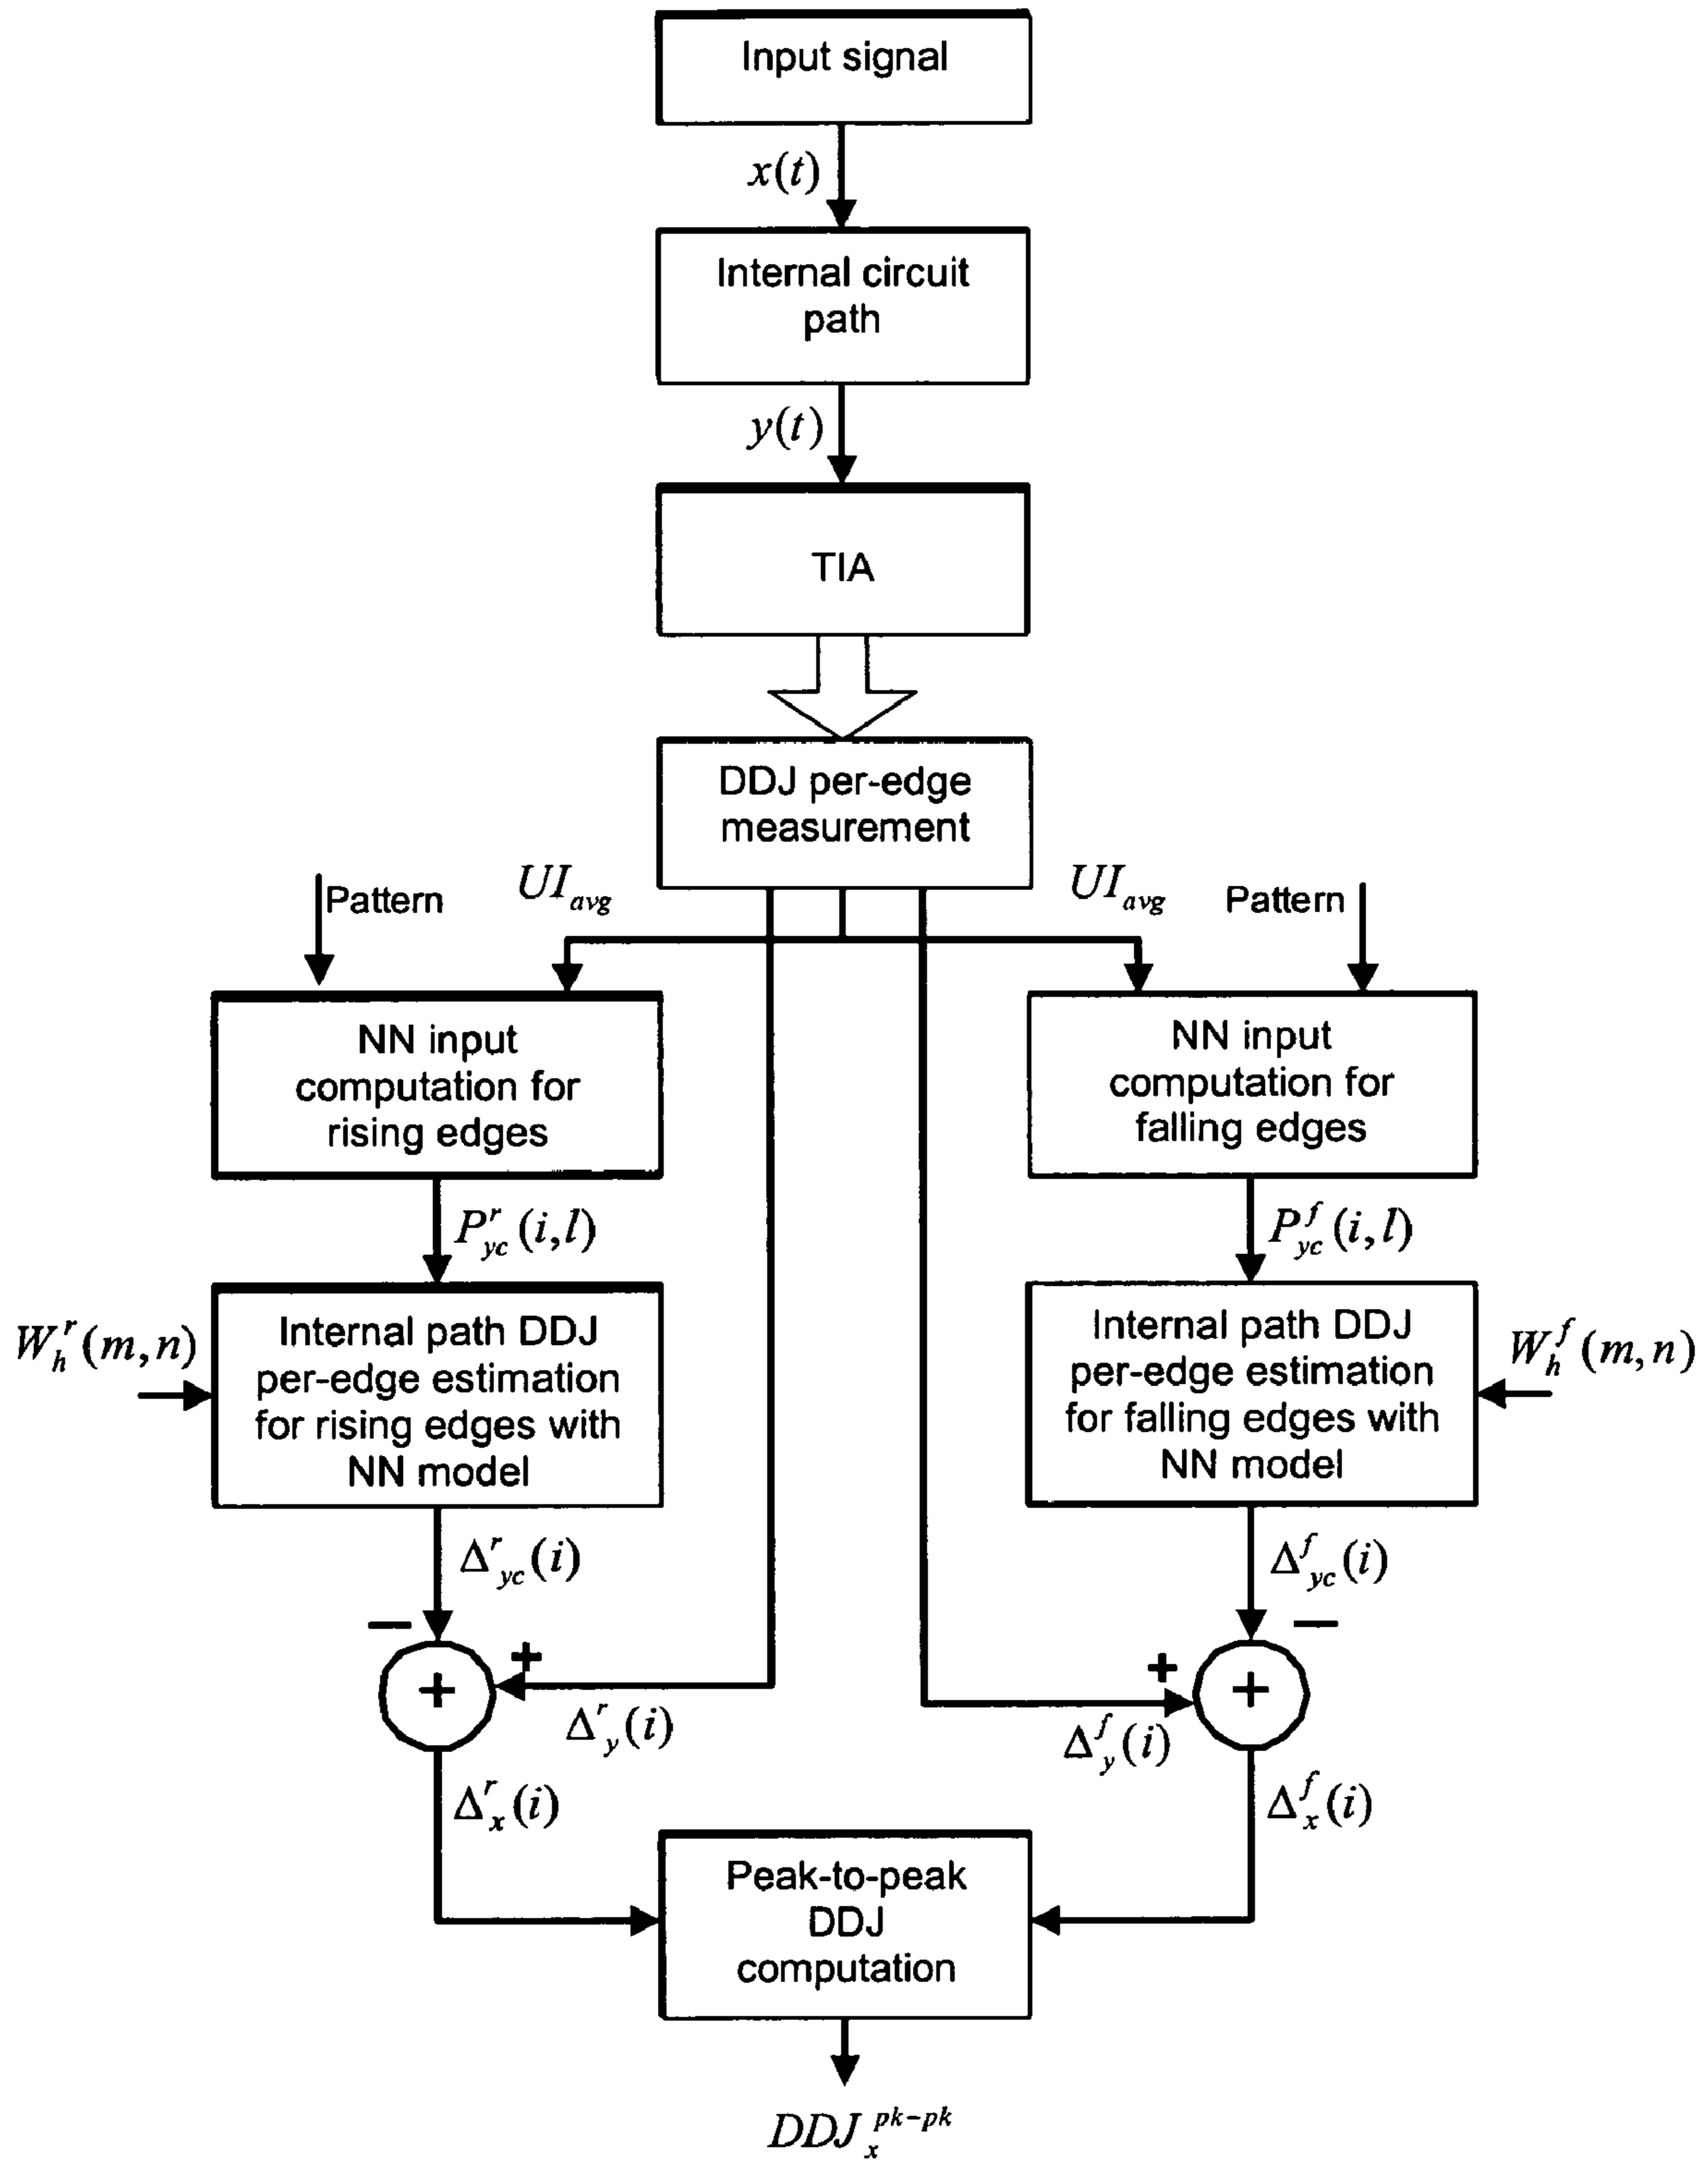 Input signal
x(t)
Internal circuit
path
y(t)
TIA
DDJ per-edge
measurement
Pattern
UI_avg
UI_avg
Pattern
NN input
computation for
rising edges
NN input
computation for
falling edges
P^r_yc(i,l)
P^f_yc(i,l)
W^r_h(m,n)
Internal path DDJ
per-edge estimation
for rising edges with
NN model
Internal path DDJ
per-edge estimation
for falling edges with
NN model
W^f_h(m,n)
Δ^r_yc(i)
Δ^f_yc(i)
−
+
+
Δ^r_y(i)
−
+
+
Δ^f_y(i)
Δ^r_x(i)
Δ^f_x(i)
Peak-to-peak
DDJ
computation
DDJ_x^pk-pk